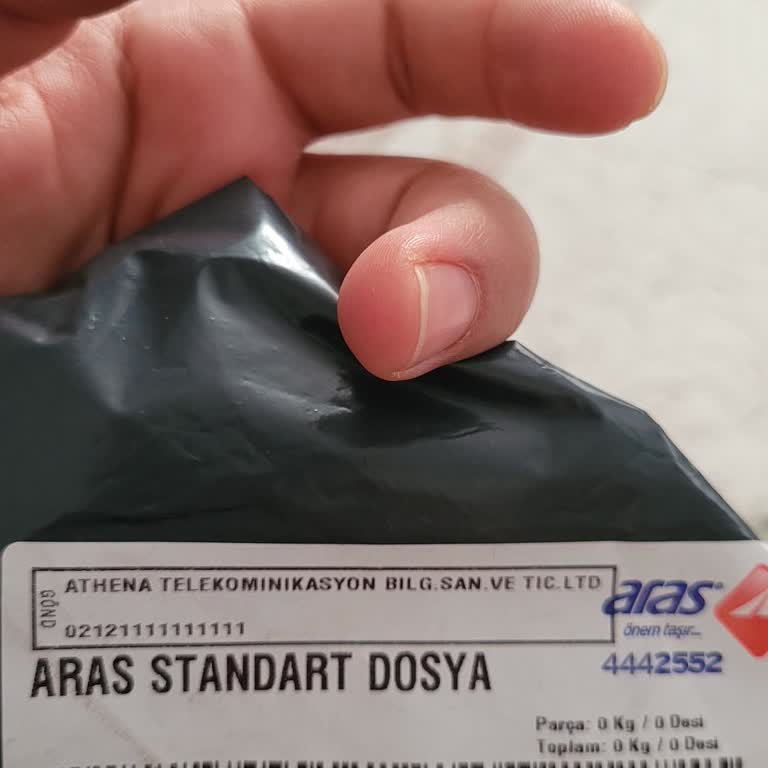 GÖND
ATHENA TELEKOMINIKASYON BILG.SAN.VE TIC.LTD
02121111111111
aras
önem taşır...
ARAS STANDART DOSYA
4442552
Parça: 0 Kg / 0 Desi
Toplam: 0 Kg / 0 Desi